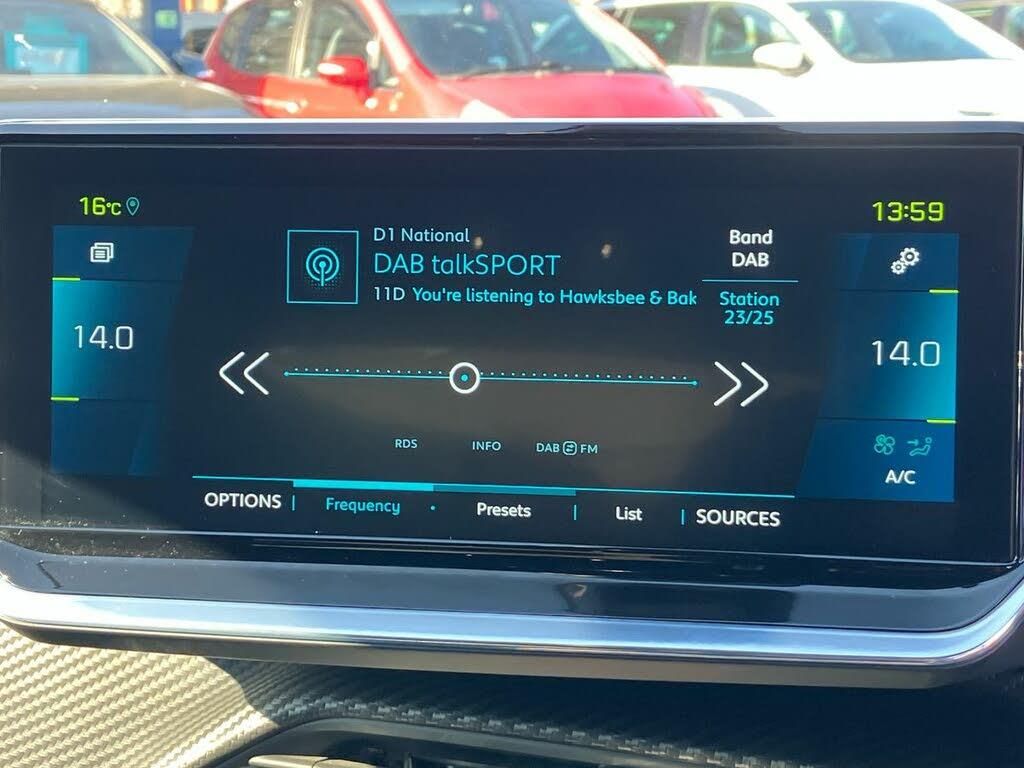 16°C
13:59
D1 National
DAB talkSPORT
11D You're listening to Hawksbee & Bak
Band
DAB
Station
23/25
14.0
14.0
RDS
INFO
DAB FM
A/C
OPTIONS | Frequency • Presets | List | SOURCES